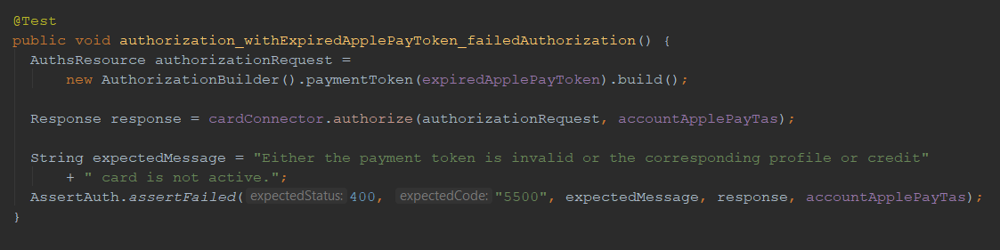 @Test
public void authorization_withExpiredApplePayToken_failedAuthorization() {
AuthsResource authorizationRequest =
new AuthorizationBuilder().paymentToken(expiredApplePayToken).build();
Response response = cardConnector.authorize(authorizationRequest, accountApplePayTas);
String expectedMessage = "Either the payment token is invalid or the corresponding profile or credit"
+ " card is not active.";
AssertAuth.assertFailed( expectedStatus: 400, expectedCode: "5500", expectedMessage, response, accountApplePayTas);
}